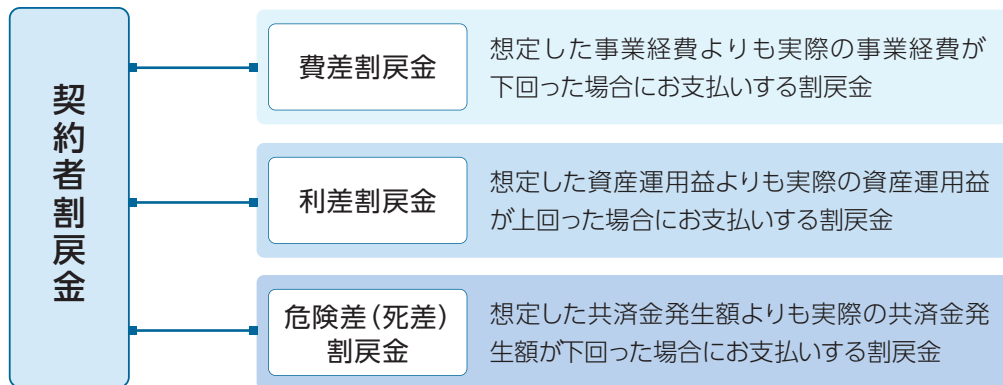 契約者割戻金
費差割戻金
想定した事業経費よりも実際の事業経費が
下回った場合にお支払いする割戻金
利差割戻金
想定した資産運用益よりも実際の資産運用益
が上回った場合にお支払いする割戻金
危険差(死差)
割戻金
想定した共済金発生額よりも実際の共済金発
生額が下回った場合にお支払いする割戻金